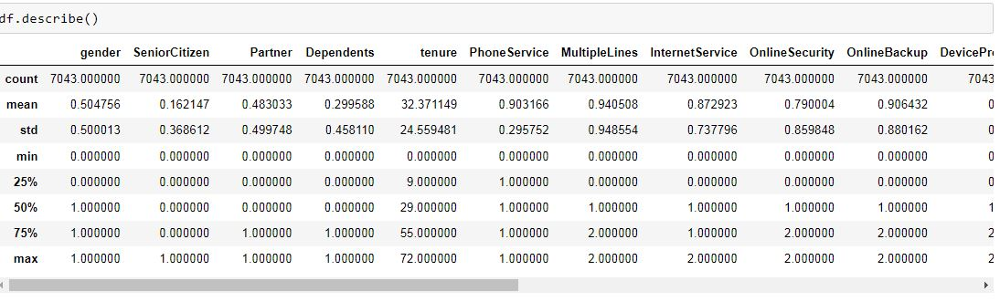 df.describe()
gender SeniorCitizen Partner Dependents tenure PhoneService MultipleLines InternetService OnlineSecurity OnlineBackup DevicePr
count 7043.000000 7043.000000 7043.000000 7043.000000 7043.000000 7043.000000 7043.000000 7043.000000 7043.000000 7043.000000 7043
mean 0.504756 0.162147 0.483033 0.299588 32.371149 0.903166 0.940508 0.872923 0.790004 0.906432 0
std 0.500013 0.368612 0.499748 0.458110 24.559481 0.295752 0.948554 0.737796 0.859848 0.880162 0
min 0.000000 0.000000 0.000000 0.000000 0.000000 0.000000 0.000000 0.000000 0.000000 0.000000 0
25% 0.000000 0.000000 0.000000 0.000000 9.000000 1.000000 0.000000 0.000000 0.000000 0.000000 0
50% 1.000000 0.000000 0.000000 0.000000 29.000000 1.000000 1.000000 1.000000 1.000000 1.000000 1
75% 1.000000 0.000000 1.000000 1.000000 55.000000 1.000000 2.000000 1.000000 2.000000 2.000000 2
max 1.000000 1.000000 1.000000 1.000000 72.000000 1.000000 2.000000 2.000000 2.000000 2.000000 2